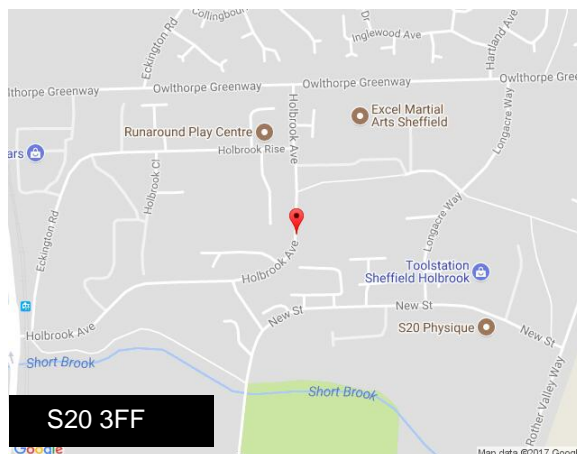 Collingbour
Dr
Inglewood Ave
Eckington Rd
Hartland Ave
Owlthorpe Greenway
Owlthorpe Greenway
Owlthorpe
lthorpe Greenway
Holbrook Ave
Excel Martial
Arts Sheffield
Longacre Way
Runaround Play Centre
Holbrook Rise
ars
Holbrook Cl
Eckington Rd
Longacre Way
Holbrook Ave
Toolstation
Sheffield Holbrook
New St
New St
Holbrook Ave
S20 Physique
New St
Short Brook
Short Brook
Rother Valley Way
S20 3FF
Google
Map data ©2017 Googl